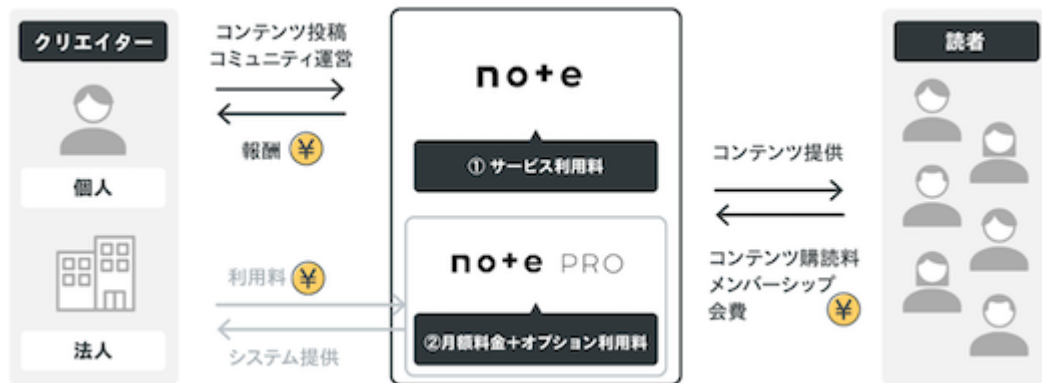 クリエイター
個人
法人
コンテンツ投稿
コミュニティ運営
報酬 ¥
利用料 ¥
システム提供
note
① サービス利用料
note PRO
②月額料金+オプション利用料
コンテンツ提供
コンテンツ購読料
メンバーシップ
会費 ¥
読者